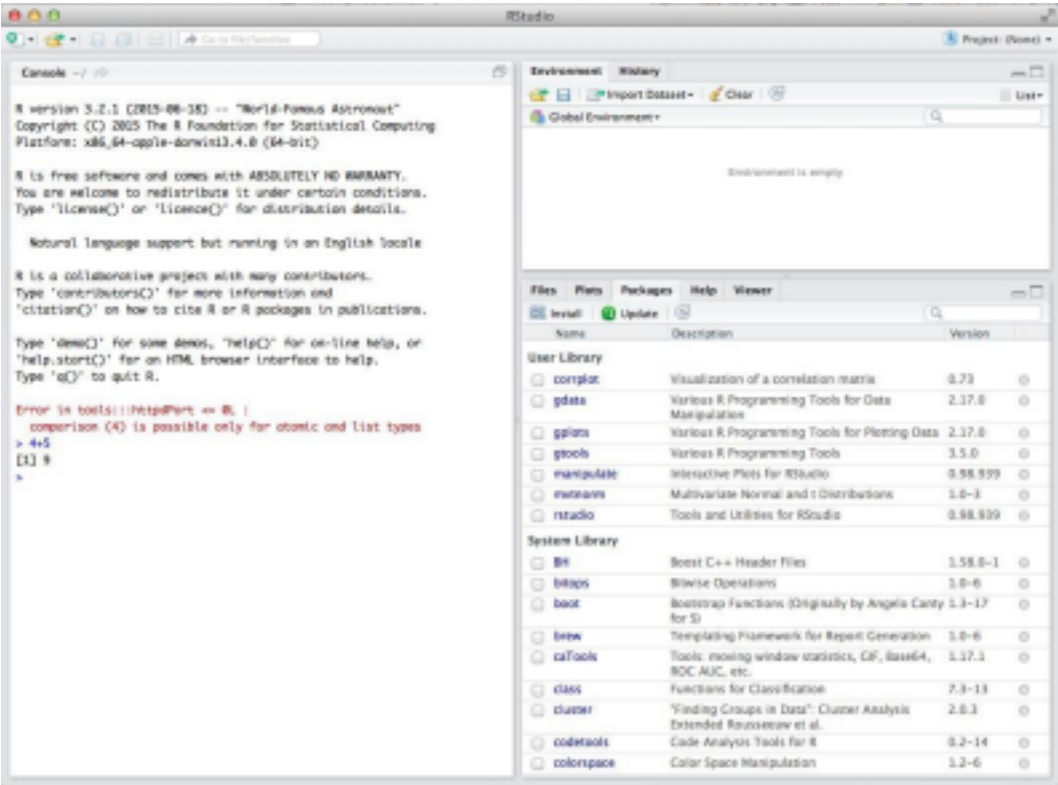 RStudio
Go to file/function
Project: (None)
Console ~/
R version 3.2.1 (2015-06-18) -- "World-Famous Astronaut"
Copyright (C) 2015 The R Foundation for Statistical Computing
Platform: x86_64-apple-darwin13.4.0 (64-bit)
R is free software and comes with ABSOLUTELY NO WARRANTY.
You are welcome to redistribute it under certain conditions.
Type 'license()' or 'licence()' for distribution details.
Natural language support but running in an English locale
R is a collaborative project with many contributors.
Type 'contributors()' for more information and
'citation()' on how to cite R or R packages in publications.
Type 'demo()' for some demos, 'help()' for on-line help, or
'help.start()' for an HTML browser interface to help.
Type 'q()' to quit R.
Error in tools:::httpdPort <= 0L :
comparison (4) is possible only for atomic and list types
> 4+5
[1] 9
>
Environment History
Import Dataset Clear List
Global Environment
Environment is empty
Files Plots Packages Help Viewer
Install Update
Name Description Version
User Library
corrplot Visualization of a correlation matrix 0.73
gdata Various R Programming Tools for Data 2.17.0
Manipulation
gplots Various R Programming Tools for Plotting Data 2.17.0
gtools Various R Programming Tools 3.5.0
manipulate Interactive Plots for RStudio 0.98.939
mvtnorm Multivariate Normal and t Distributions 1.0-3
rstudio Tools and Utilities for RStudio 0.98.939
System Library
BH Boost C++ Header Files 1.58.0-1
bitops Bitwise Operations 1.0-6
boot Bootstrap Functions (Originally by Angelo Canty 1.3-17
for S)
brew Templating Framework for Report Generation 1.0-6
caTools Tools: moving window statistics, GIF, Base64, 1.17.1
ROC AUC, etc.
class Functions for Classification 7.3-13
cluster "Finding Groups in Data": Cluster Analysis 2.0.3
Extended Rousseeuw et al.
codetools Code Analysis Tools for R 0.2-14
colorspace Color Space Manipulation 1.2-6